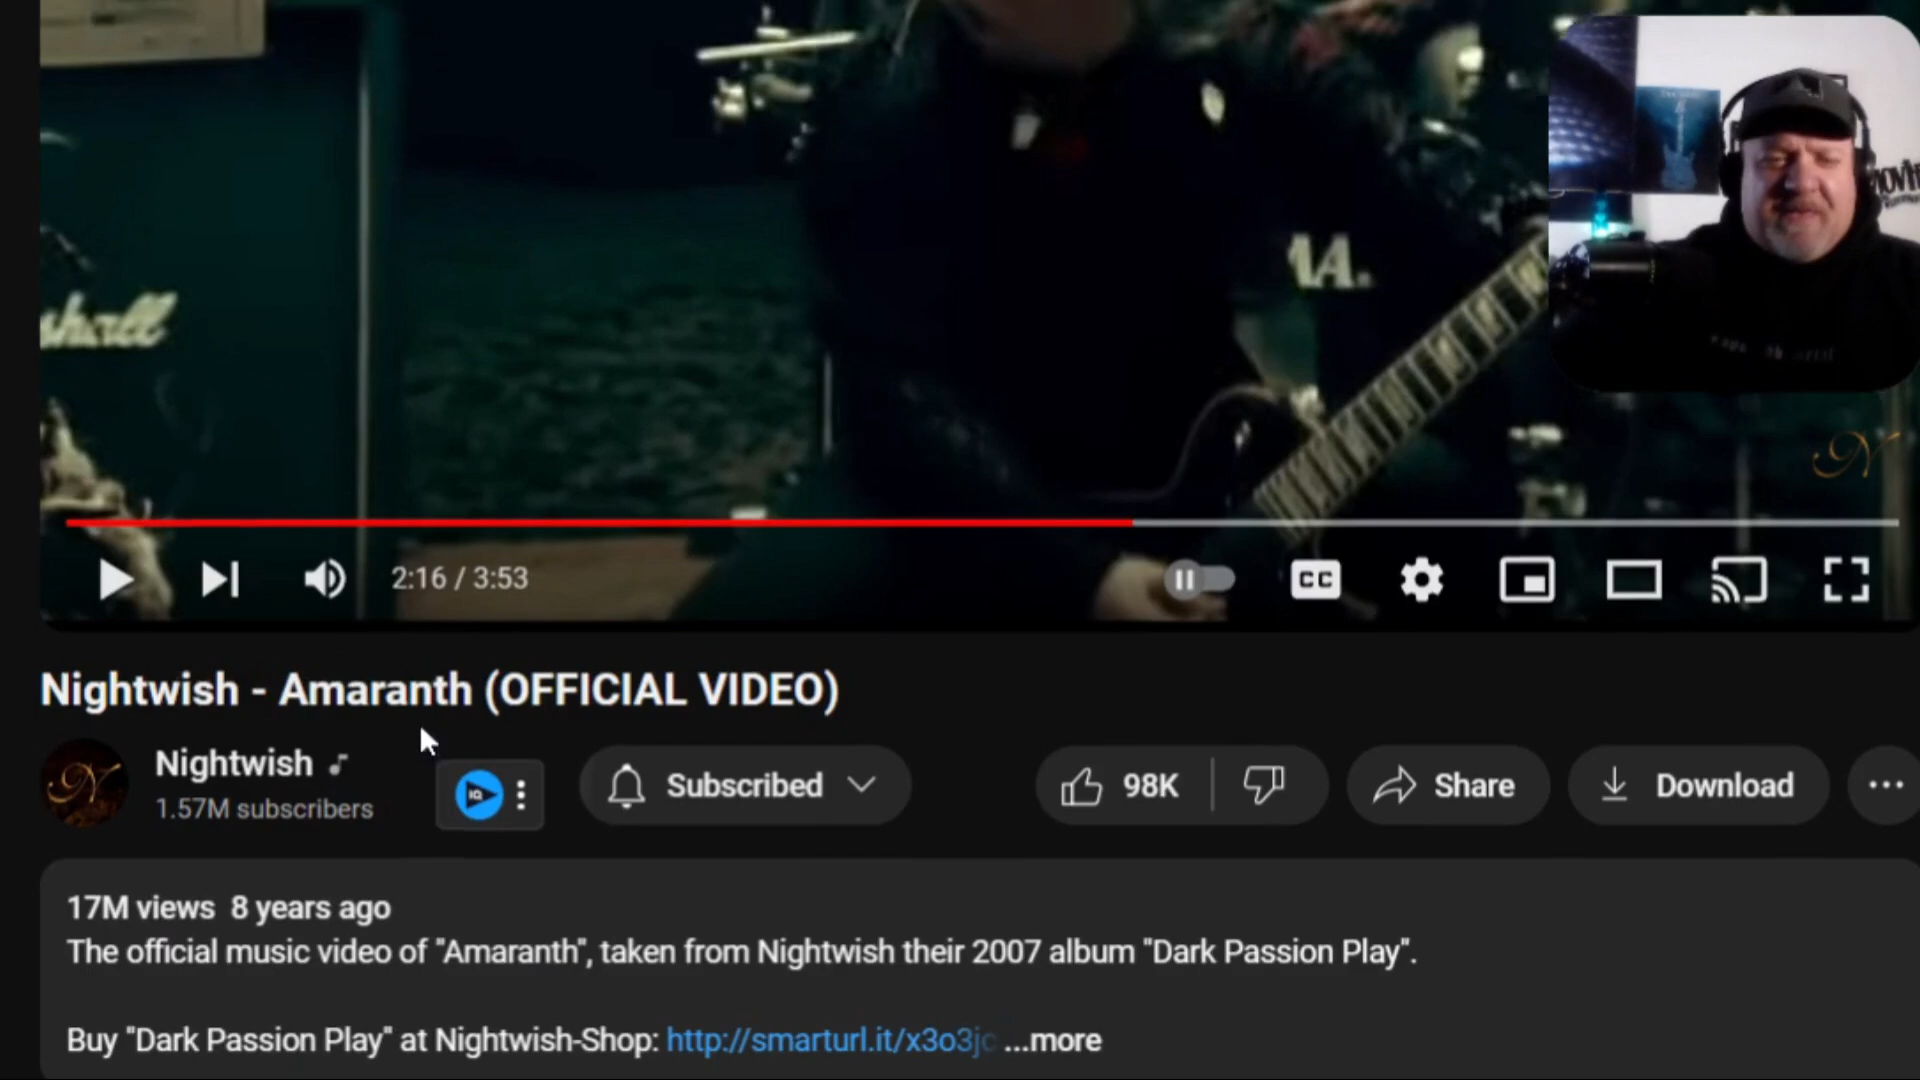 shall
MA.
2:16 / 3:53
CC
Nightwish - Amaranth (OFFICIAL VIDEO)
Nightwish
1.57M subscribers
IQ
Subscribed
98K
Share
Download
17M views 8 years ago
The official music video of "Amaranth", taken from Nightwish their 2007 album "Dark Passion Play".
Buy "Dark Passion Play" at Nightwish-Shop: http://smarturl.it/x3o3jc ...more